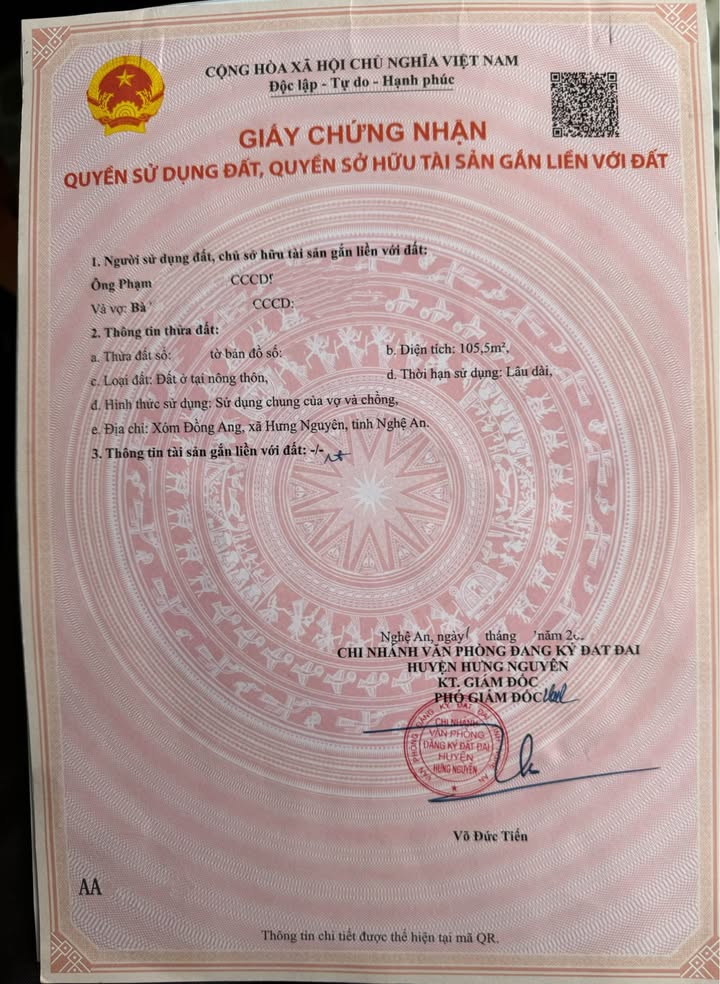 CỘNG HÒA XÃ HỘI CHỦ NGHĨA VIỆT NAM
Độc lập - Tự do - Hạnh phúc
GIẤY CHỨNG NHẬN
QUYỀN SỬ DỤNG ĐẤT, QUYỀN SỞ HỮU TÀI SẢN GẮN LIỀN VỚI ĐẤT
1. Người sử dụng đất, chủ sở hữu tài sản gắn liền với đất:
Ông Phạm CCCD:
Và vợ: Bà CCCD:
2. Thông tin thửa đất:
a. Thửa đất số: tờ bản đồ số: b. Diện tích: 105,5m²,
c. Loại đất: Đất ở tại nông thôn, d. Thời hạn sử dụng: Lâu dài,
đ. Hình thức sử dụng: Sử dụng chung của vợ và chồng,
e. Địa chỉ: Xóm Đồng Ang, xã Hưng Nguyên, tỉnh Nghệ An.
3. Thông tin tài sản gắn liền với đất: -/-
Nghệ An, ngày tháng năm
CHI NHÁNH VĂN PHÒNG ĐĂNG KÝ ĐẤT ĐAI
HUYỆN HƯNG NGUYÊN
KT. GIÁM ĐỐC
PHÓ GIÁM ĐỐC
CHI NHÁNH
VĂN PHÒNG
ĐĂNG KÝ ĐẤT ĐAI
HUYỆN
HƯNG NGUYÊN
Võ Đức Tiến
AA
Thông tin chi tiết được thể hiện tại mã QR.